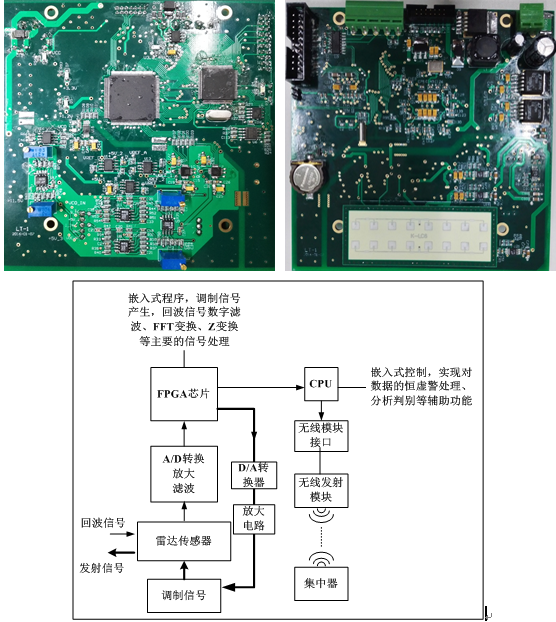 LT-1
嵌入式程序，调制信号
产生，回波信号数字滤
波、FFT变换、Z变换
等主要的信号处理
FPGA芯片
CPU
嵌入式控制，实现对
数据的恒虚警处理、
分析判别等辅助功能
无线模块
接口
A/D转换
放大
滤波
D/A转
换器
无线发射
模块
放大
电路
回波信号
雷达传感器
发射信号
调制信号
集中器